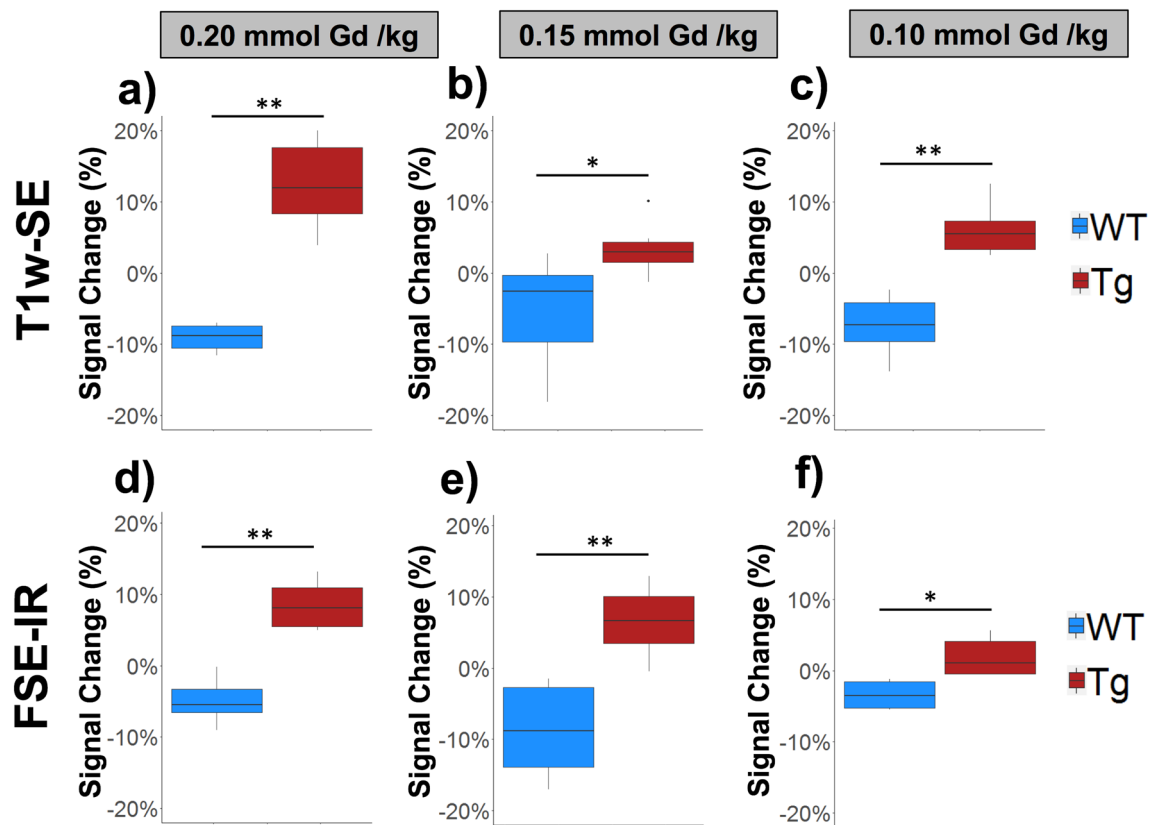 0.20 mmol Gd /kg
0.15 mmol Gd /kg
0.10 mmol Gd /kg
T1w-SE
a)
**
Signal Change (%)
20%
10%
0%
-10%
-20%
b)
*
Signal Change (%)
20%
10%
0%
-10%
-20%
c)
**
Signal Change (%)
20%
10%
0%
-10%
-20%
WT
Tg
FSE-IR
d)
**
Signal Change (%)
20%
10%
0%
-10%
-20%
e)
**
Signal Change (%)
20%
10%
0%
-10%
-20%
f)
*
Signal Change (%)
20%
10%
0%
-10%
-20%
WT
Tg